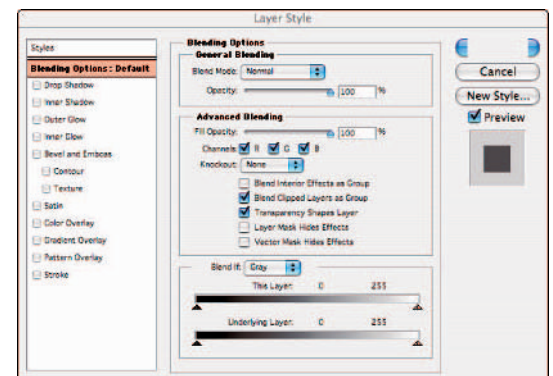 Layer Style
Styles
Blending Options : Default
Drop Shadow
Inner Shadow
Outer Glow
Inner Glow
Bevel and Emboss
Contour
Texture
Satin
Color Overlay
Gradient Overlay
Pattern Overlay
Stroke
Blending Options
General Blending
Blend Mode: Normal
Opacity: 100 %
Advanced Blending
Fill Opacity: 100 %
Channels: R G B
Knockout: None
Blend Interior Effects as Group
Blend Clipped Layers as Group
Transparency Shapes Layer
Layer Mask Hides Effects
Vector Mask Hides Effects
Blend If: Gray
This Layer: 0 255
Underlying Layer: 0 255
Cancel
New Style...
Preview